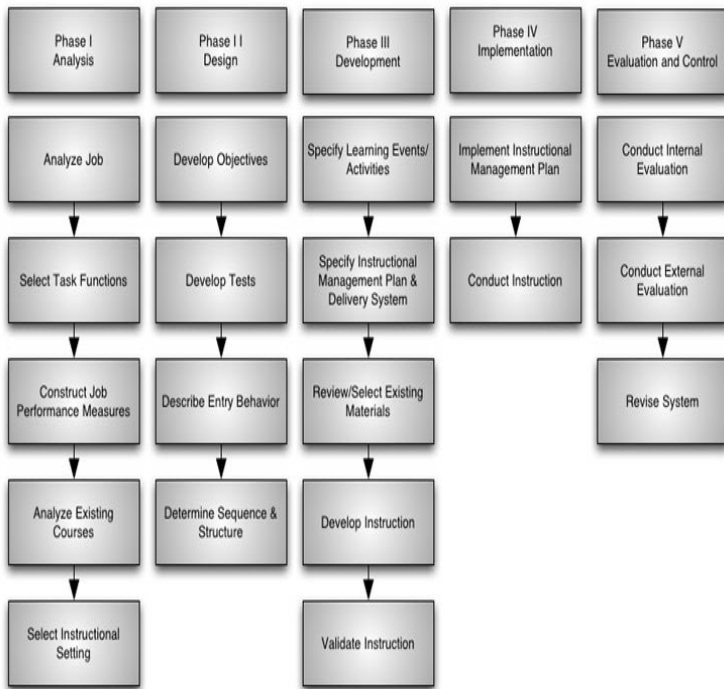 Phase I
Analysis
Phase I I
Design
Phase III
Development
Phase IV
Implementation
Phase V
Evaluation and Control
Analyze Job
Develop Objectives
Specify Learning Events/
Activities
Implement Instructional
Management Plan
Conduct Internal
Evaluation
Select Task Functions
Develop Tests
Specify Instructional
Management Plan &
Delivery System
Conduct Instruction
Conduct External
Evaluation
Construct Job
Performance Measures
Describe Entry Behavior
Review/Select Existing
Materials
Revise System
Analyze Existing
Courses
Determine Sequence &
Structure
Develop Instruction
Select Instructional
Setting
Validate Instruction